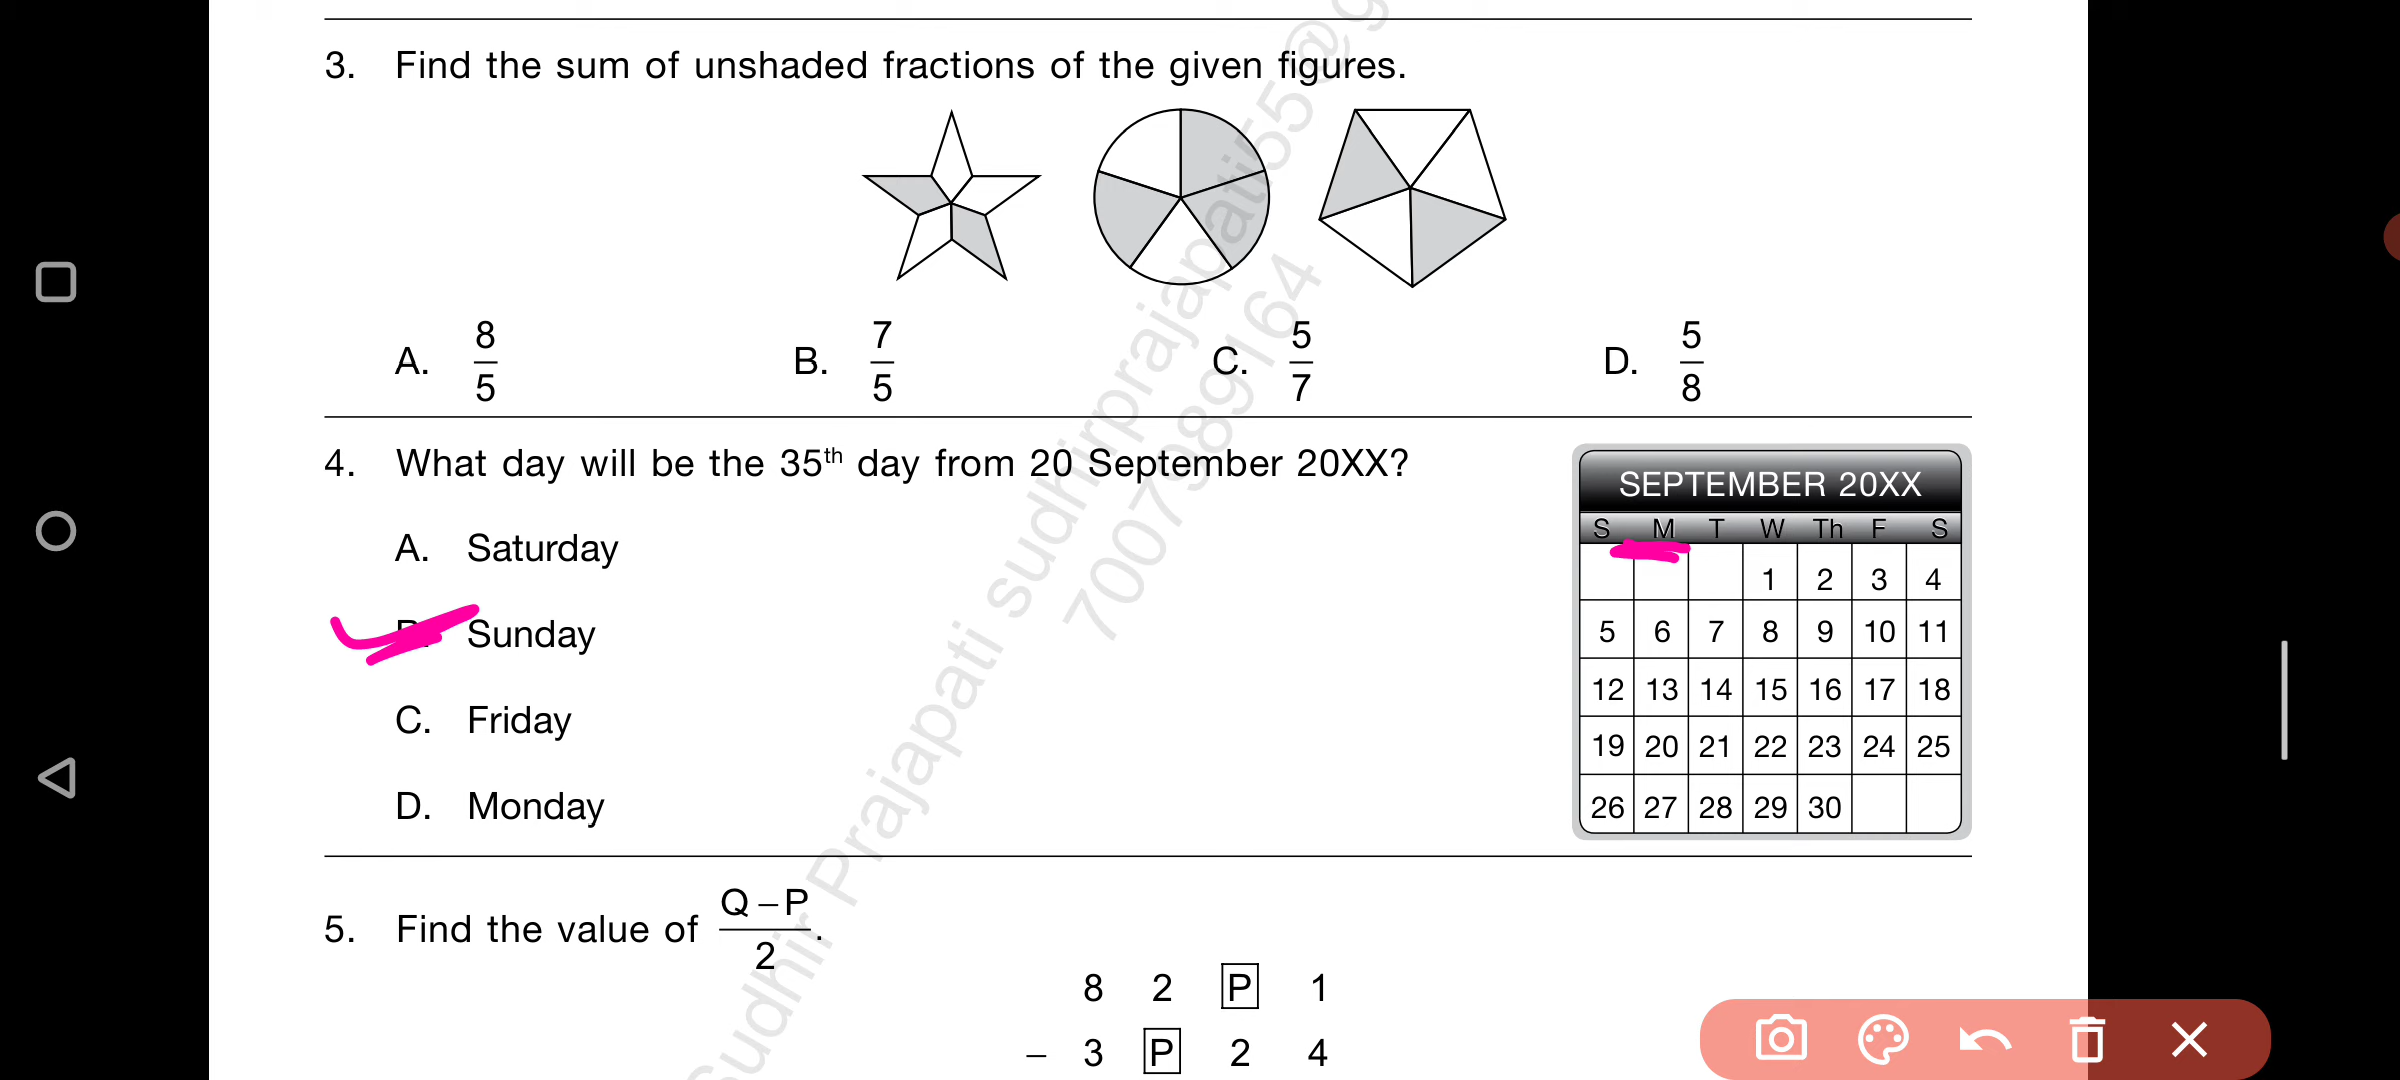 3. Find the sum of unshaded fractions of the given figures.
A. 8/5 B. 7/5 C. 5/7 D. 5/8
4. What day will be the 35th day from 20 September 20XX?
A. Saturday
B. Sunday
C. Friday
D. Monday
SEPTEMBER 20XX
S M T W Th F S
1 2 3 4
5 6 7 8 9 10 11
12 13 14 15 16 17 18
19 20 21 22 23 24 25
26 27 28 29 30
5. Find the value of Q – P / 2 .
8 2 P 1
– 3 P 2 4
Sudhir Prajapati sudhirprajapati55@g
7007989164